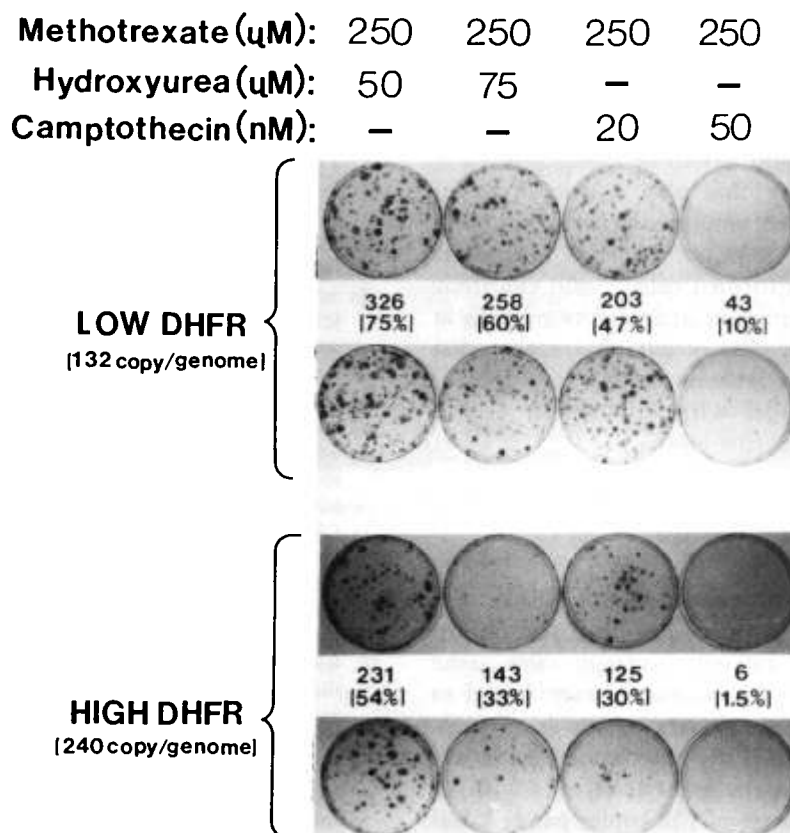 Methotrexate (uM): 250 250 250 250
Hydroxyurea (uM): 50 75 – –
Camptothecin (nM): – – 20 50
326 258 203 43
[75%] [60%] [47%] [10%]
LOW DHFR
[132 copy/genome]
231 143 125 6
[54%] [33%] [30%] [1.5%]
HIGH DHFR
[240 copy/genome]